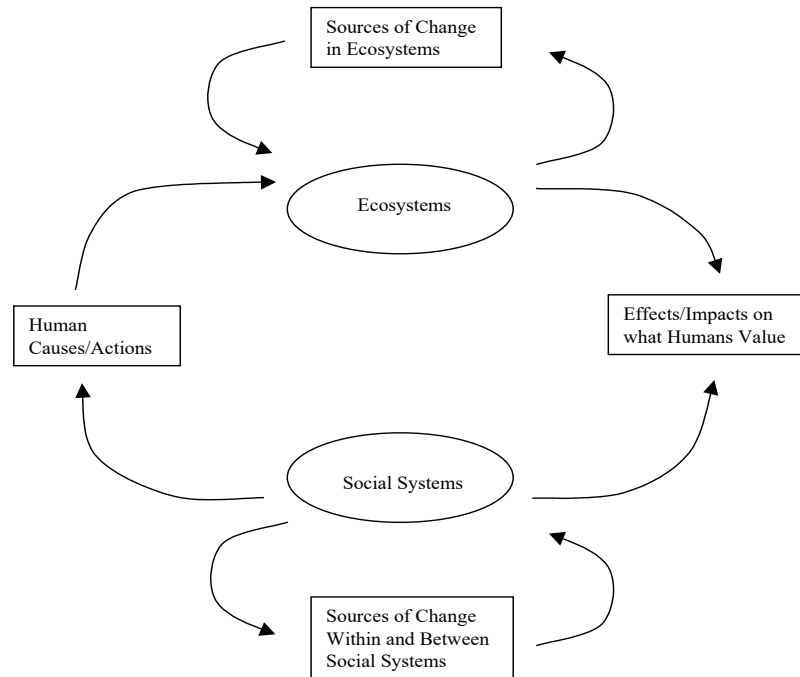 Sources of Change
in Ecosystems
Ecosystems
Human
Causes/Actions
Effects/Impacts on
what Humans Value
Social Systems
Sources of Change
Within and Between
Social Systems